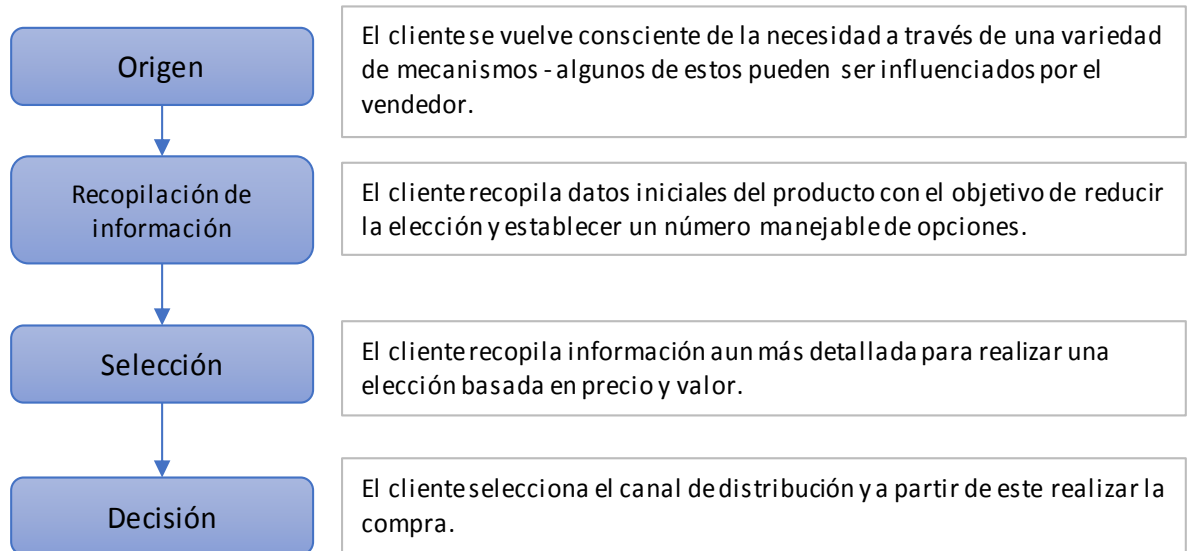 Origen
El cliente se vuelve consciente de la necesidad a través de una variedad
de mecanismos - algunos de estos pueden ser influenciados por el
vendedor.
Recopilación de
información
El cliente recopila datos iniciales del producto con el objetivo de reducir
la elección y establecer un número manejable de opciones.
Selección
El cliente recopila información aun más detallada para realizar una
elección basada en precio y valor.
Decisión
El cliente selecciona el canal de distribución y a partir de este realizar la
compra.